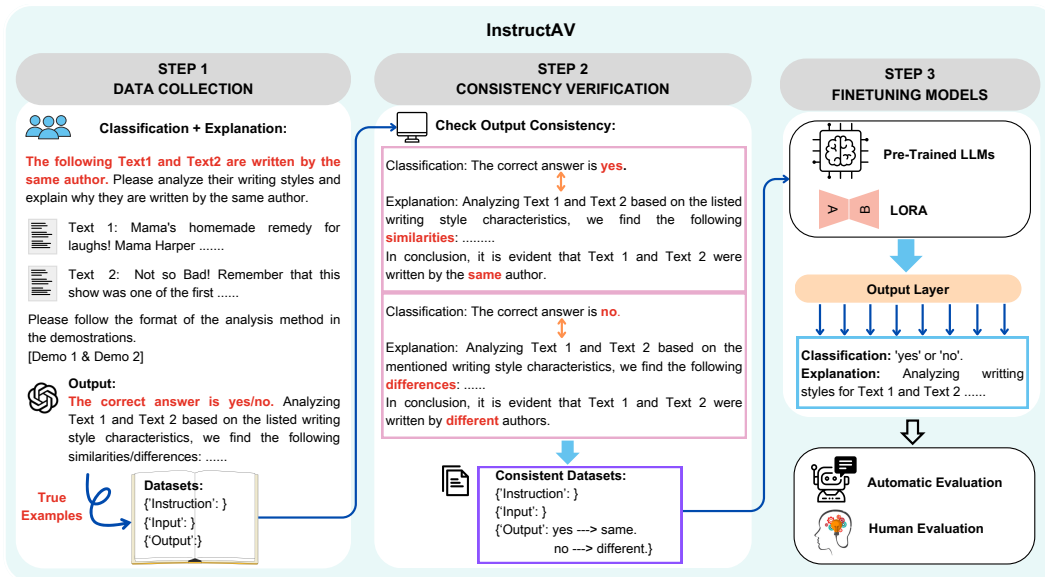 InstructAV
STEP 1
DATA COLLECTION
Classification + Explanation:
The following Text1 and Text2 are written by the
same author. Please analyze their writing styles and
explain why they are written by the same author.
Text 1: Mama's homemade remedy for
laughs! Mama Harper .......
Text 2: Not so Bad! Remember that this
show was one of the first ......
Please follow the format of the analysis method in
the demostrations.
[Demo 1 & Demo 2]
Output:
The correct answer is yes/no. Analyzing
Text 1 and Text 2 based on the listed writing
style characteristics, we find the following
similarities/differences: ......
True
Examples
Datasets:
{'Instruction': }
{'Input': }
{'Output':}
STEP 2
CONSISTENCY VERIFICATION
Check Output Consistency:
Classification: The correct answer is yes.
Explanation: Analyzing Text 1 and Text 2 based on the listed
writing style characteristics, we find the following
similarities: .........
In conclusion, it is evident that Text 1 and Text 2 were
written by the same author.
Classification: The correct answer is no.
Explanation: Analyzing Text 1 and Text 2 based on the
mentioned writing style characteristics, we find the following
differences: ......
In conclusion, it is evident that Text 1 and Text 2 were
written by different authors.
Consistent Datasets:
{'Instruction': }
{'Input': }
{'Output': yes ---> same.
no ---> different.}
STEP 3
FINETUNING MODELS
Pre-Trained LLMs
A B
LORA
Output Layer
Classification: 'yes' or 'no'.
Explanation: Analyzing writting
styles for Text 1 and Text 2 ......
Automatic Evaluation
Human Evaluation